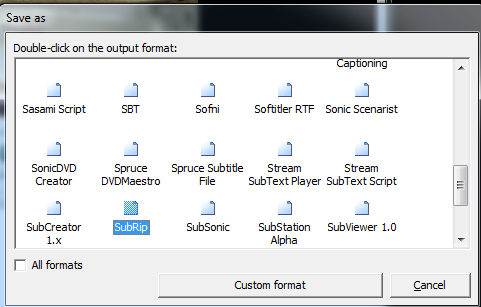 Save as
Double-click on the output format:
Captioning
Sasami Script SBT Sofni Softitler RTF Sonic Scenarist
SonicDVD Spruce Spruce Subtitle Stream Stream
Creator DVDMaestro File SubText Player SubText Script
SubCreator SubRip SubSonic SubStation SubViewer 1.0
1.x Alpha
All formats
Custom format Cancel